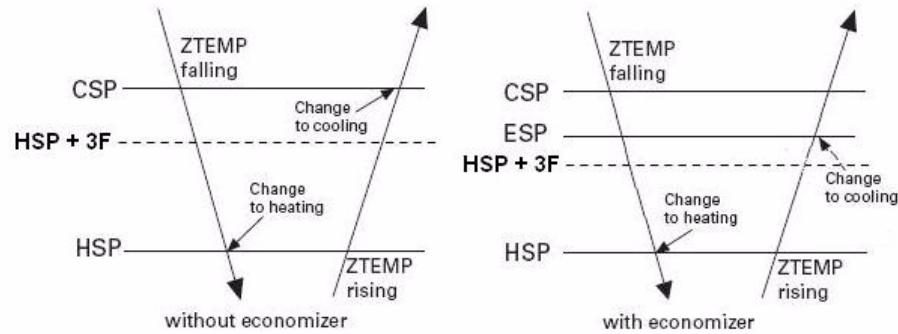 ZTEMP
falling
CSP
Change
to cooling
HSP + 3F
Change
to heating
HSP
ZTEMP
rising
without economizer
ZTEMP
falling
CSP
ESP
HSP + 3F
Change
to cooling
Change
to heating
HSP
ZTEMP
rising
with economizer